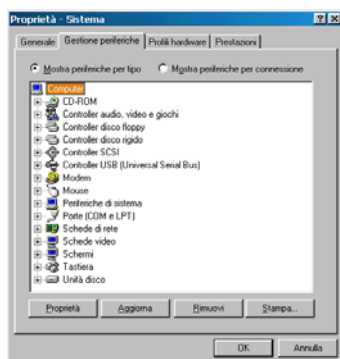 Proprietà - Sistema
Generale Gestione periferiche Profili hardware Prestazioni
Mostra periferiche per tipo Mostra periferiche per connessione
Computer
CD-ROM
Controller audio, video e giochi
Controller disco floppy
Controller disco rigido
Controller SCSI
Controller USB (Universal Serial Bus)
Modem
Mouse
Periferiche di sistema
Porte (COM e LPT)
Schede di rete
Schede video
Schermi
Tastiera
Unità disco
Proprietà Aggiorna Rimuovi Stampa...
OK Annulla